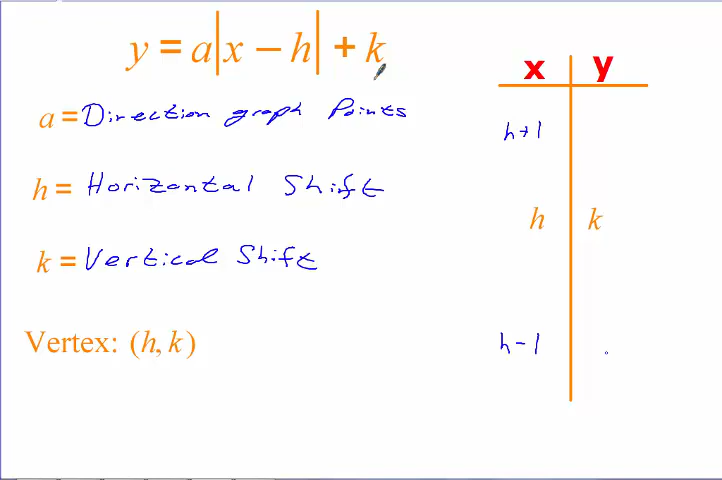 y = a|x − h| + k
x y
a = Direction graph Points
h + 1
h = Horizontal Shift
h k
k = Vertical Shift
Vertex: (h, k)
h − 1